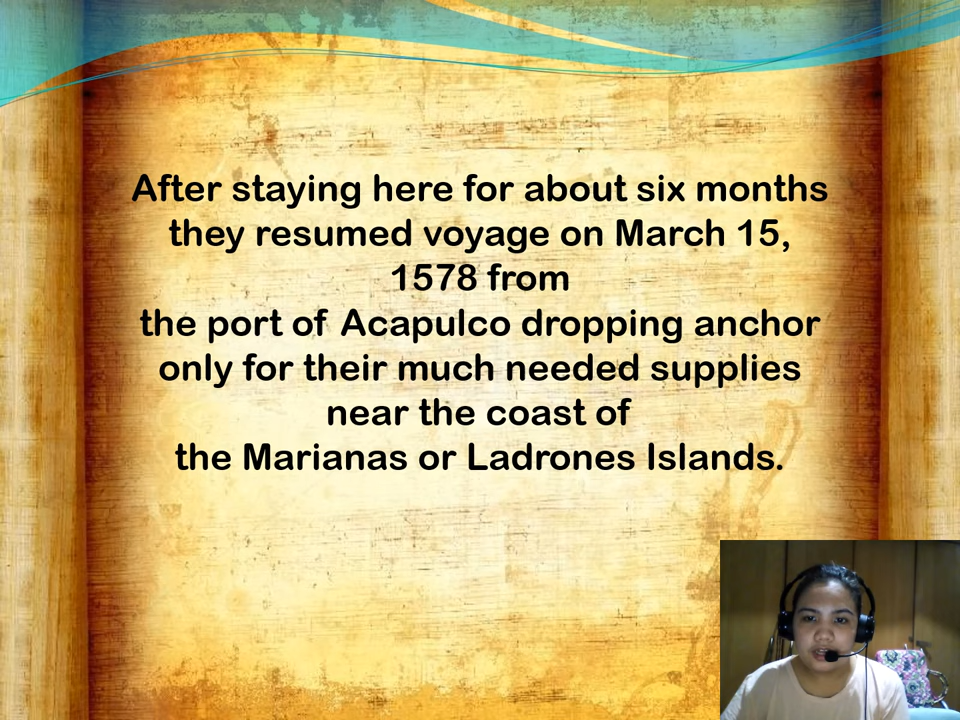 After staying here for about six months
they resumed voyage on March 15,
1578 from
the port of Acapulco dropping anchor
only for their much needed supplies
near the coast of
the Marianas or Ladrones Islands.